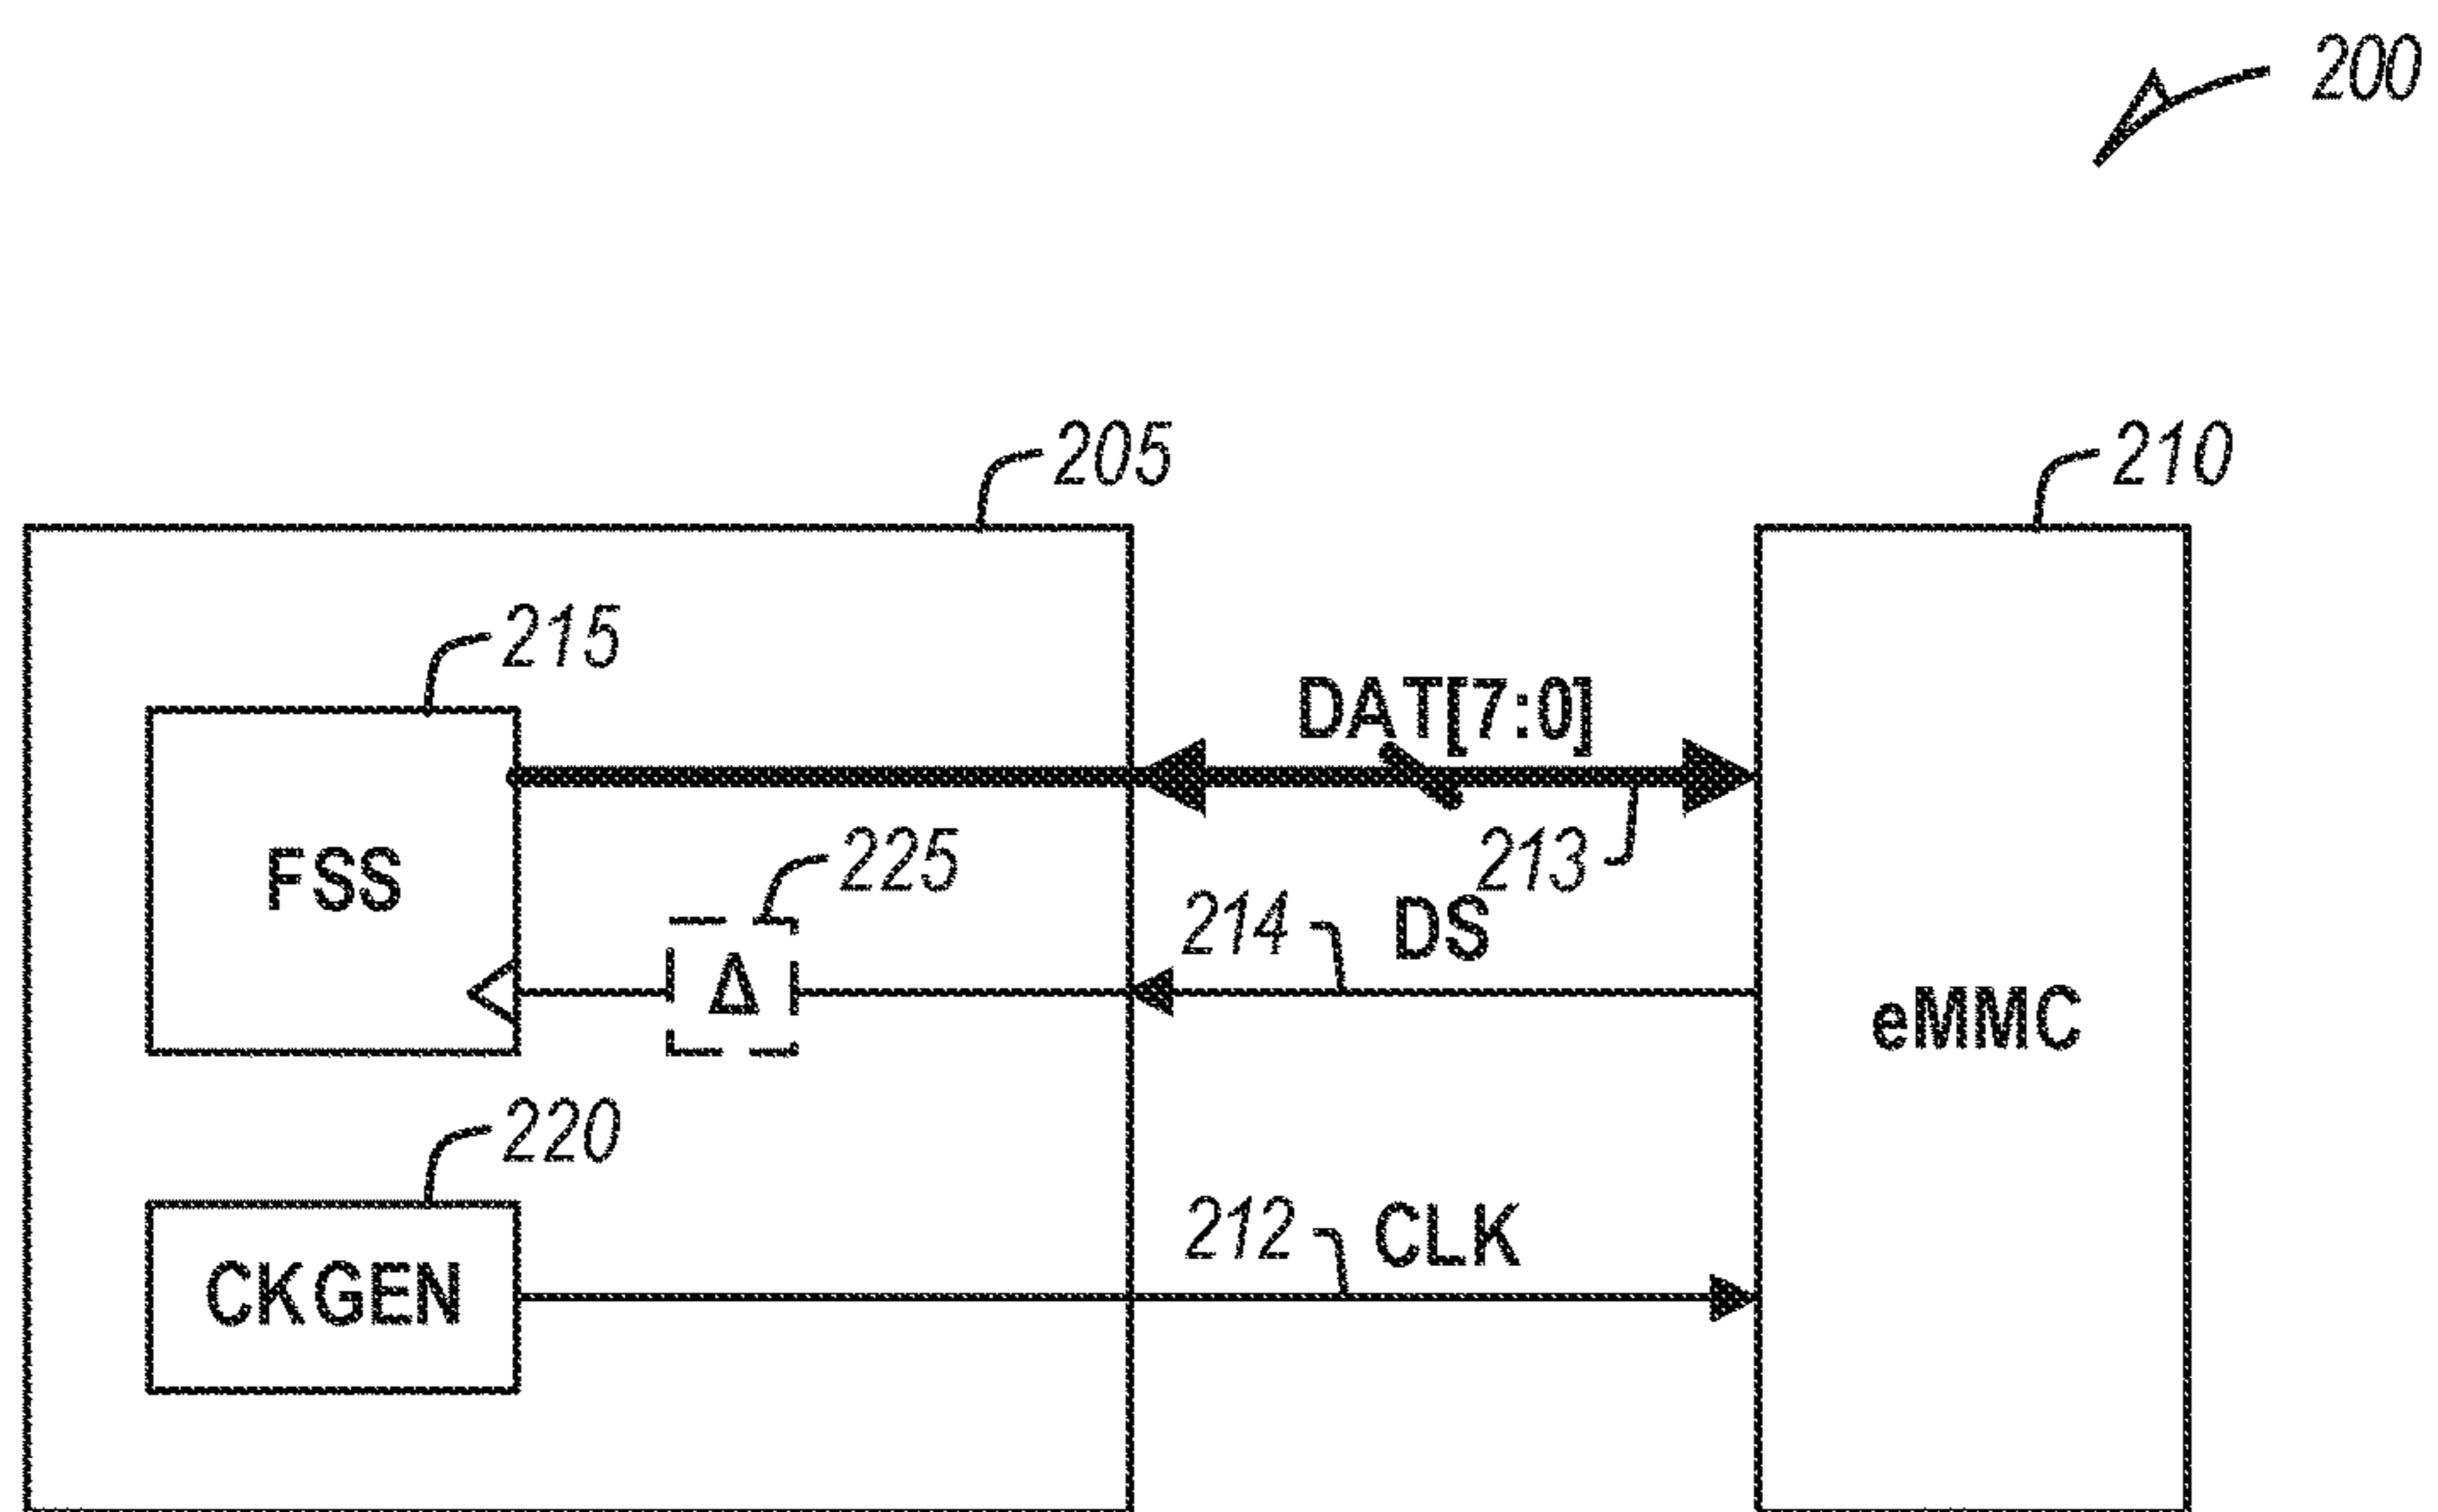 200
205
210
215
DAT[7:0]
213
225
FSS
214
DS
Δ
eMMC
220
212
CLK
CKGEN